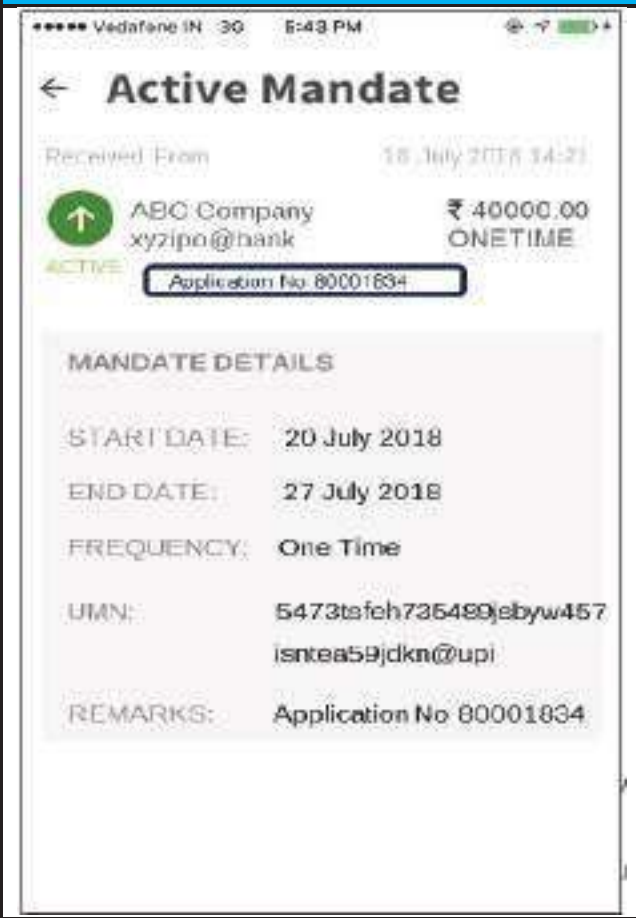 Vodafone IN 3G 5:43 PM
← Active Mandate
Received From 18 July 2018 14:21
ABC Company ₹ 40000.00
xyzipo@bank ONETIME
ACTIVE
Application No 80001834
MANDATE DETAILS
START DATE: 20 July 2018
END DATE: 27 July 2018
FREQUENCY: One Time
UMN:
isntea59jdkn@upi
REMARKS: Application No 80001834